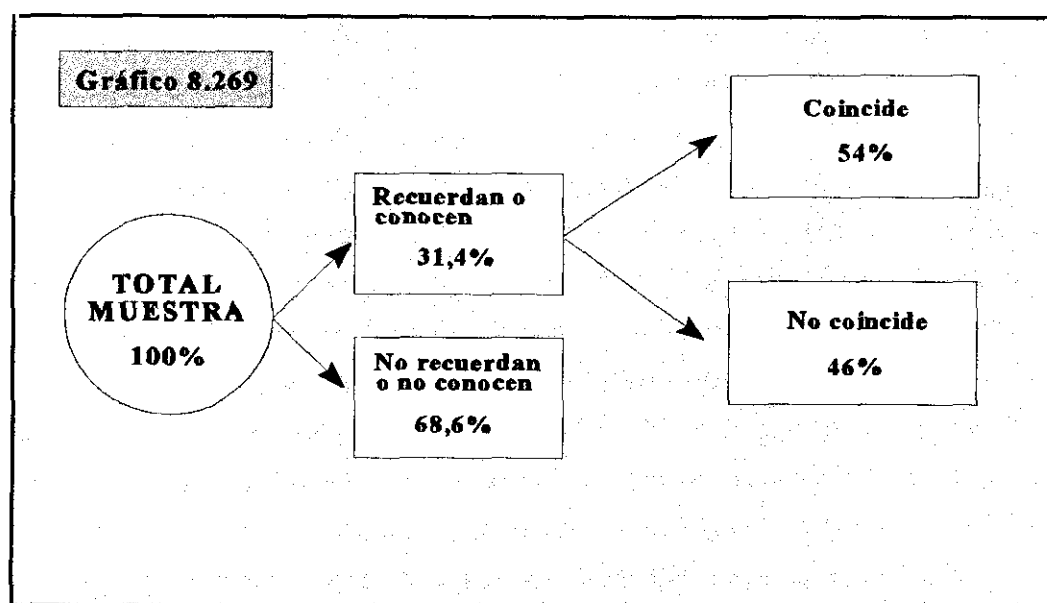 Gráfico 8.269
TOTAL
MUESTRA
100%
Recuerdan o
conocen
31,4%
No recuerdan
o no conocen
68,6%
Coincide
54%
No coincide
46%